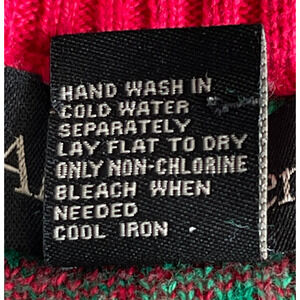 HAND WASH IN
COLD WATER
SEPARATELY
LAY FLAT TO DRY
ONLY NON-CHLORINE
BLEACH WHEN
NEEDED
COOL IRON